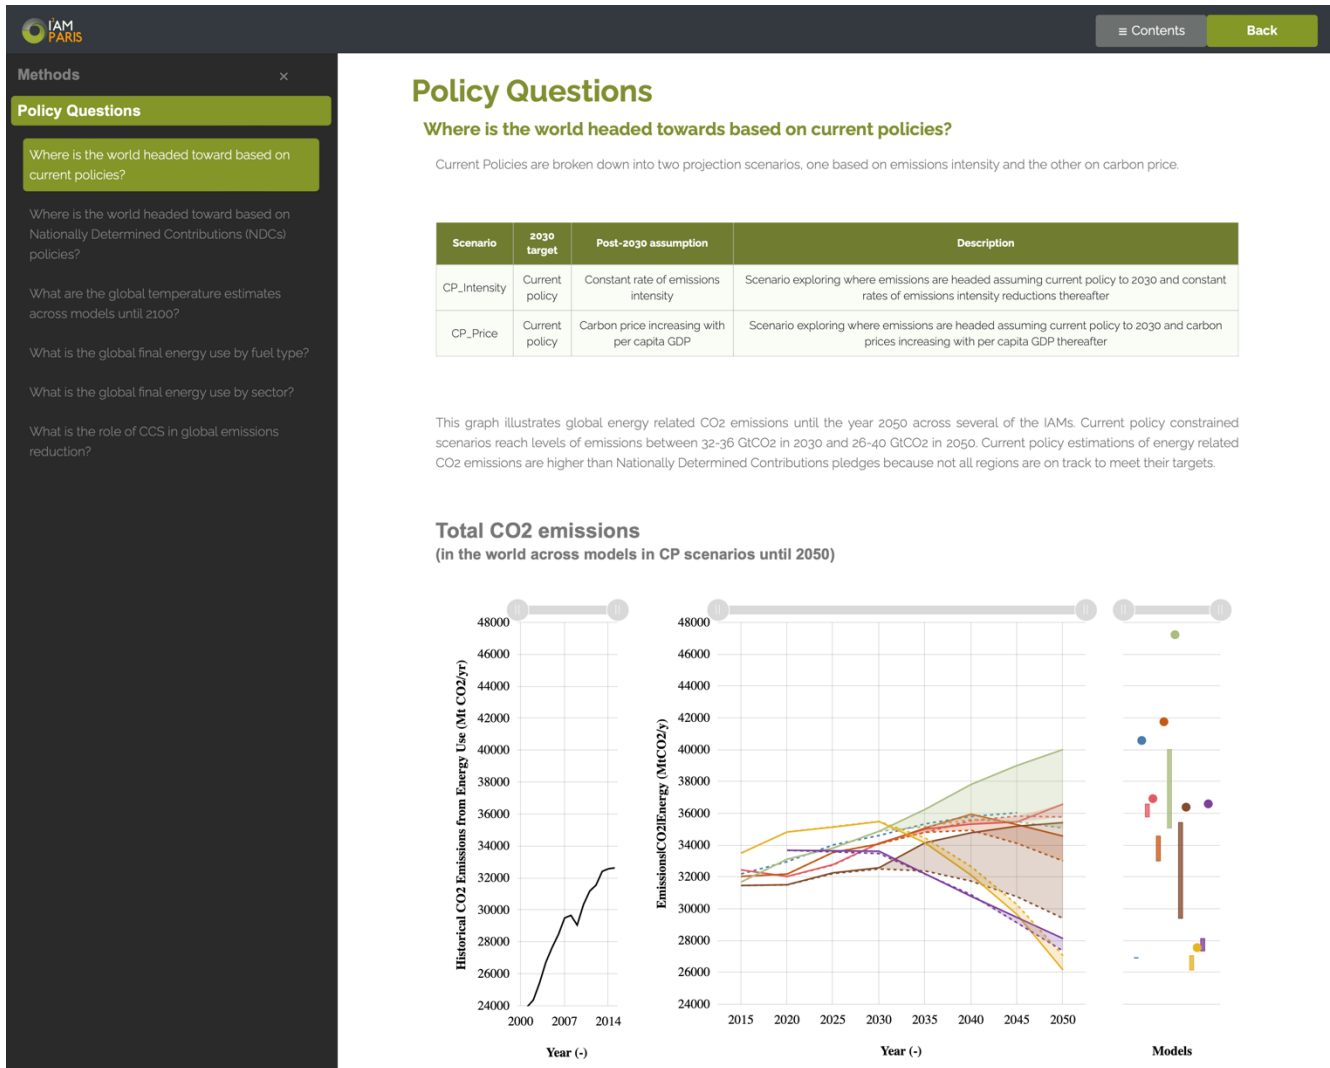 I'AM
PARIS
≡ Contents
Back
Methods
×
Policy Questions
Where is the world headed toward based on
current policies?
Where is the world headed toward based on
Nationally Determined Contributions (NDCs)
policies?
What are the global temperature estimates
across models until 2100?
What is the global final energy use by fuel type?
What is the global final energy use by sector?
What is the role of CCS in global emissions
reduction?
Policy Questions
Where is the world headed towards based on current policies?
Current Policies are broken down into two projection scenarios, one based on emissions intensity and the other on carbon price.
Scenario
2030
target
Post-2030 assumption
Description
CP_Intensity
Current
policy
Constant rate of emissions
intensity
Scenario exploring where emissions are headed assuming current policy to 2030 and constant
rates of emissions intensity reductions thereafter
CP_Price
Current
policy
Carbon price increasing with
per capita GDP
Scenario exploring where emissions are headed assuming current policy to 2030 and carbon
prices increasing with per capita GDP thereafter
This graph illustrates global energy related CO2 emissions until the year 2050 across several of the IAMs. Current policy constrained
scenarios reach levels of emissions between 32-36 GtCO2 in 2030 and 26-40 GtCO2 in 2050. Current policy estimations of energy related
CO2 emissions are higher than Nationally Determined Contributions pledges because not all regions are on track to meet their targets.
Total CO2 emissions
(in the world across models in CP scenarios until 2050)
Historical CO2 Emissions from Energy Use (Mt CO2/yr)
48000
46000
44000
42000
40000
38000
36000
34000
32000
30000
28000
26000
24000
2000 2007 2014
Year (-)
Emissions|CO2|Energy (MtCO2/y)
48000
46000
44000
42000
40000
38000
36000
34000
32000
30000
28000
26000
24000
2015 2020 2025 2030 2035 2040 2045 2050
Year (-)
Models